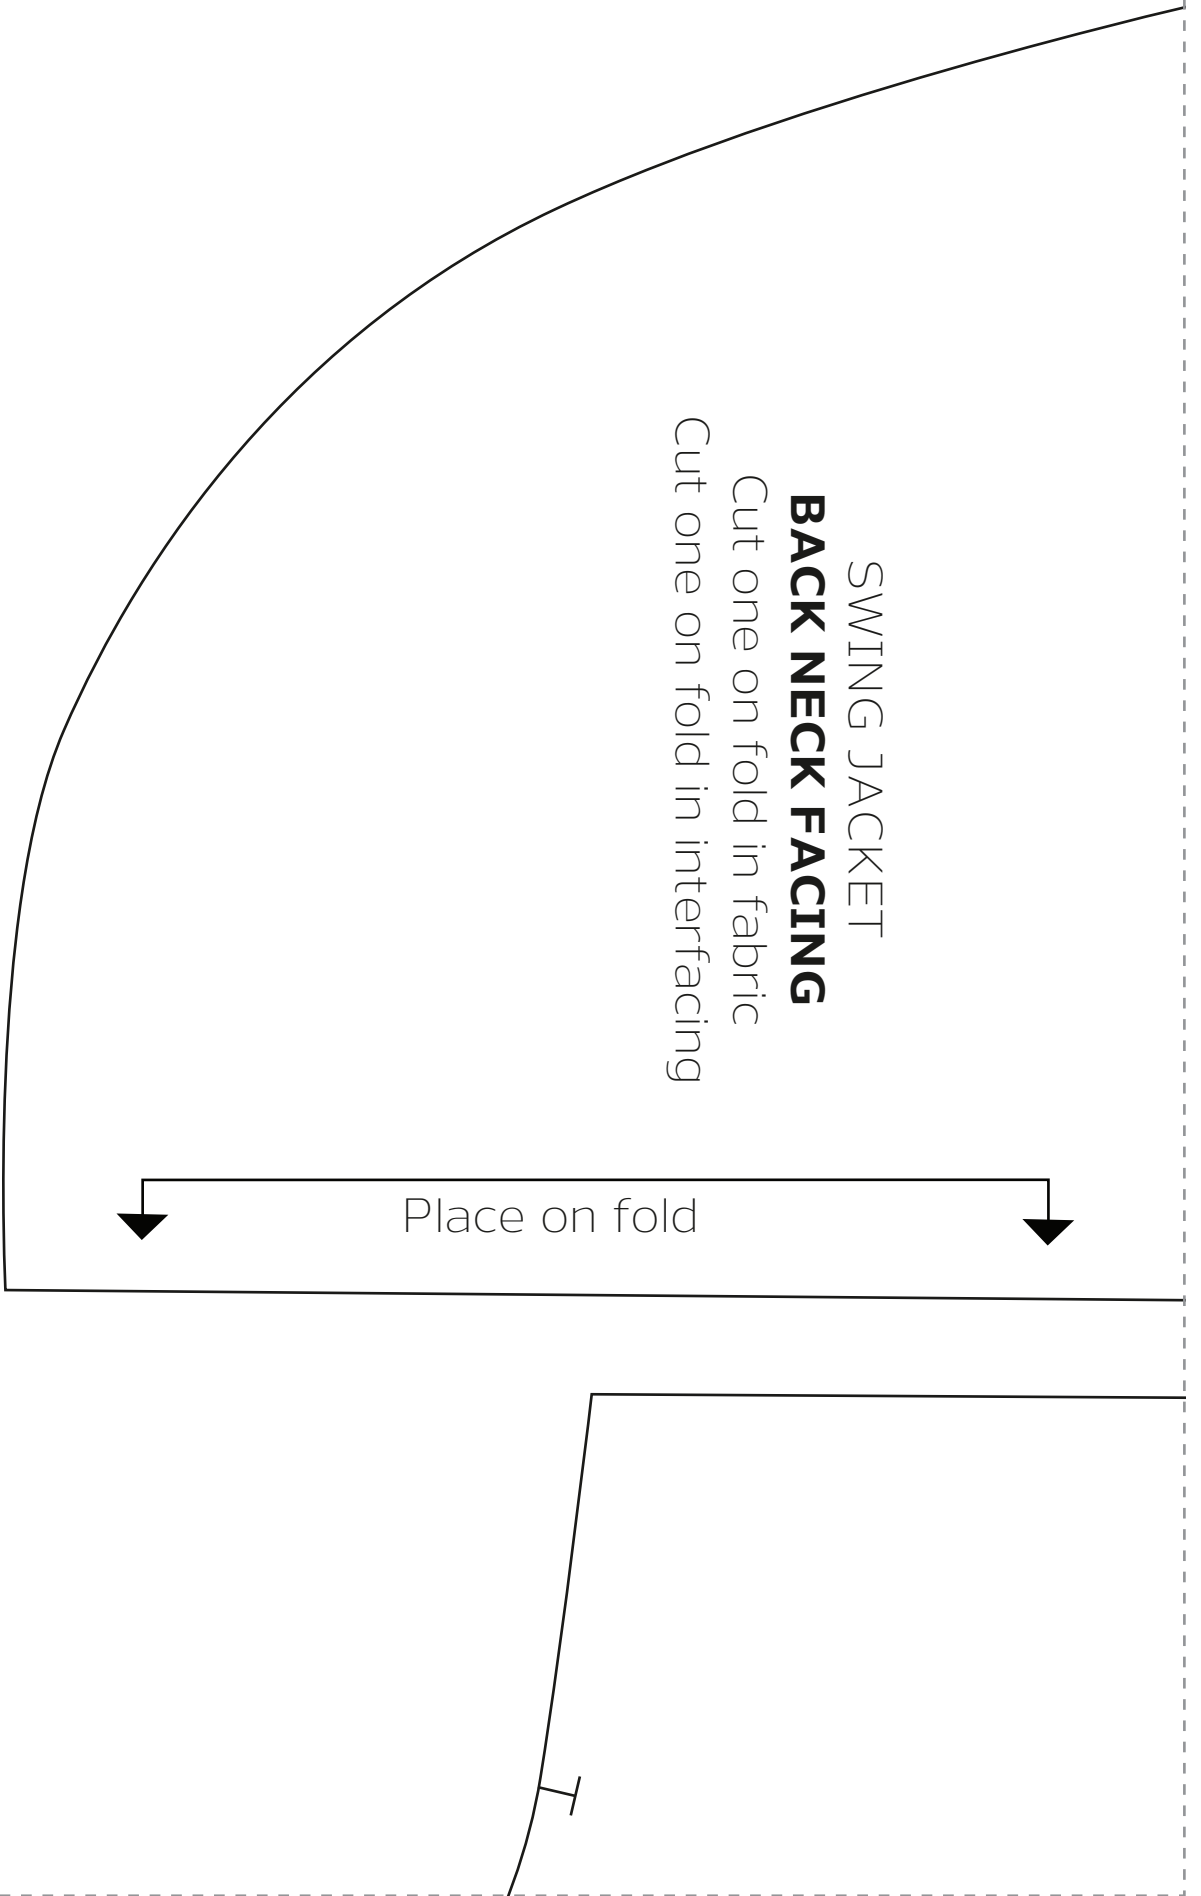 SWING JACKET
BACK NECK FACING
Cut one on fold in fabric
Cut one on fold in interfacing
Place on fold